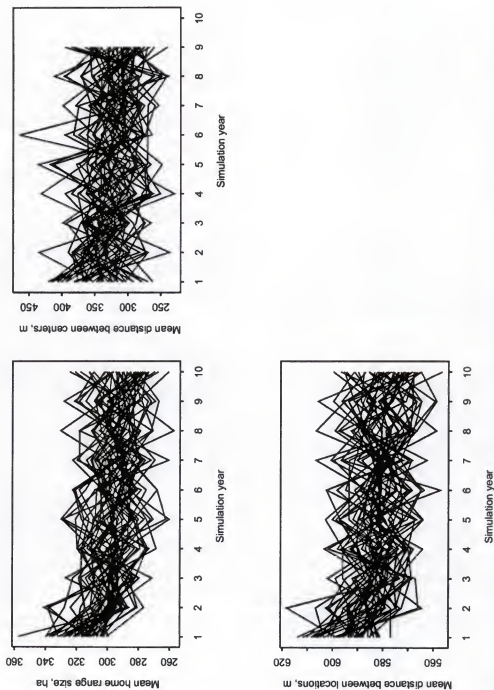 Mean distance between centers, m
450
400
350
300
250
1 2 3 4 5 6 7 8 9 10
Simulation year
Mean home range size, ha
360
340
320
300
280
260
1 2 3 4 5 6 7 8 9 10
Simulation year
Mean distance between locations, m
620
600
580
560
1 2 3 4 5 6 7 8 9 10
Simulation year